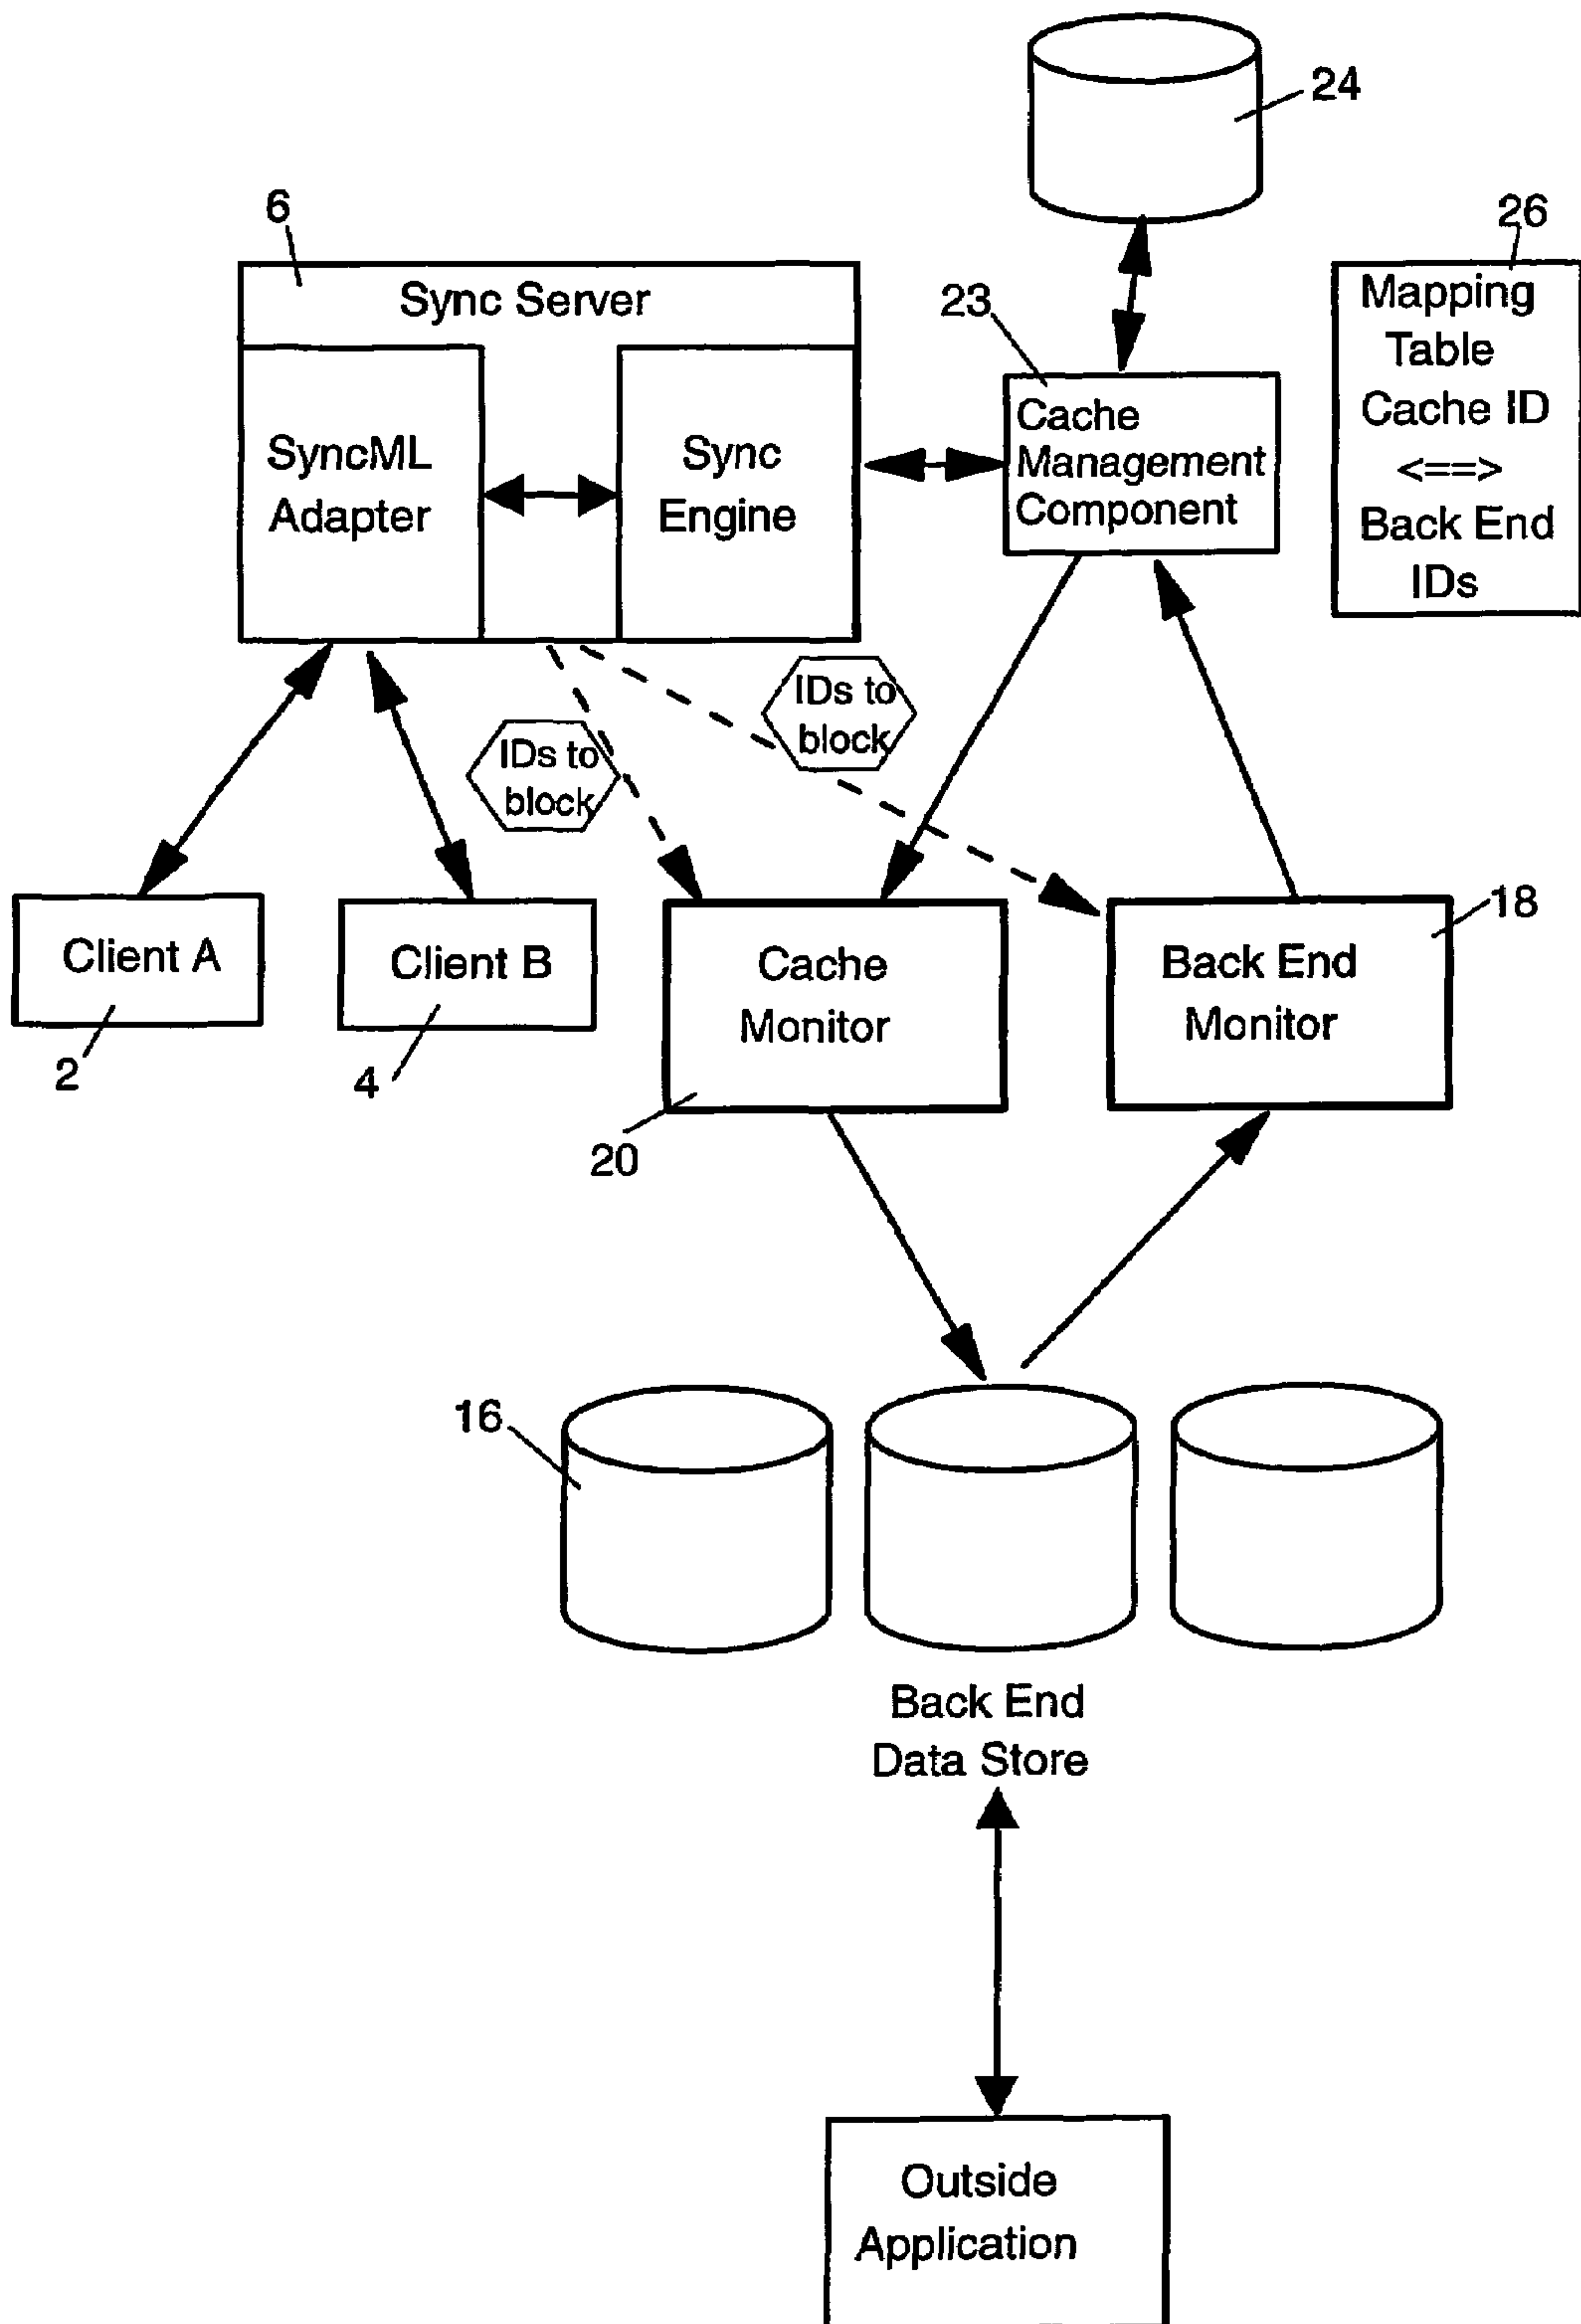 24
6
26
Sync Server
23
Mapping
Table
Cache ID
<==>
Back End
IDs
SyncML
Adapter
Sync
Engine
Cache
Management
Component
IDs to
block
IDs to
block
18
Client A
Client B
Cache
Monitor
Back End
Monitor
2
4
20
16
Back End
Data Store
Outside
Application